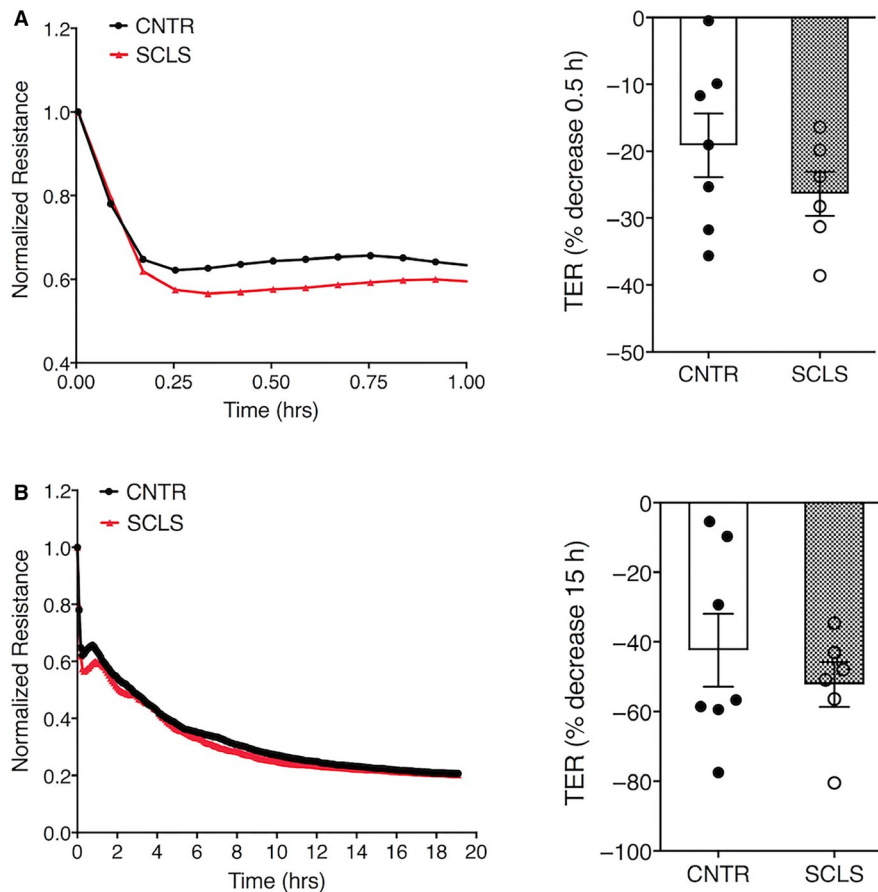 A
CNTR
SCLS
Normalized Resistance
1.2
1.0
0.8
0.6
0.4
0.00
0.25
0.50
0.75
1.00
Time (hrs)
TER (% decrease 0.5 h)
0
−10
−20
−30
−40
−50
CNTR
SCLS
B
CNTR
SCLS
Normalized Resistance
1.2
1.0
0.8
0.6
0.4
0.2
0.0
0
2
4
6
8
10
12
14
16
18
20
Time (hrs)
TER (% decrease 15 h)
0
−20
−40
−60
−80
−100
CNTR
SCLS